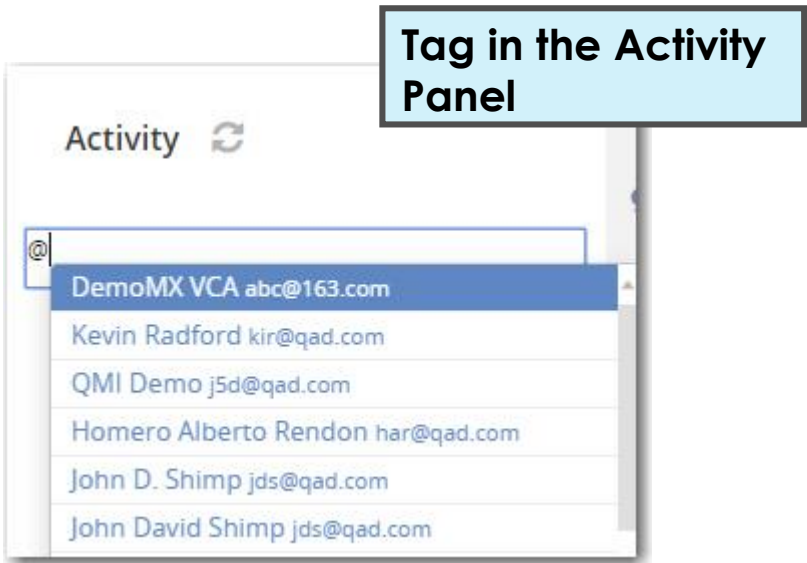 Tag in the Activity
Panel
Activity
@
DemoMX VCA abc@163.com
Kevin Radford kir@qad.com
QMI Demo j5d@qad.com
Homero Alberto Rendon har@qad.com
John D. Shimp jds@qad.com
John David Shimp jds@qad.com